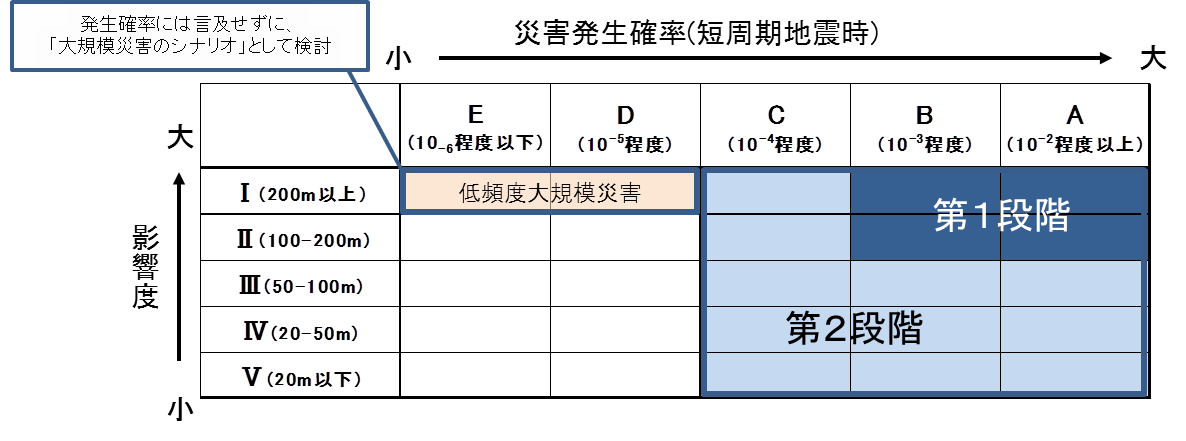 発生確率には言及せずに、
「大規模災害のシナリオ」として検討
災害発生確率(短周期地震時)
小
大
E
(10₋₆程度以下)
D
(10⁻⁵程度)
C
(10⁻⁴程度)
B
(10⁻³程度)
A
(10⁻²程度以上)
大
影響度
小
Ⅰ(200m以上)
低頻度大規模災害
第1段階
Ⅱ(100-200m)
Ⅲ(50-100m)
Ⅳ(20-50m)
第2段階
Ⅴ(20m以下)